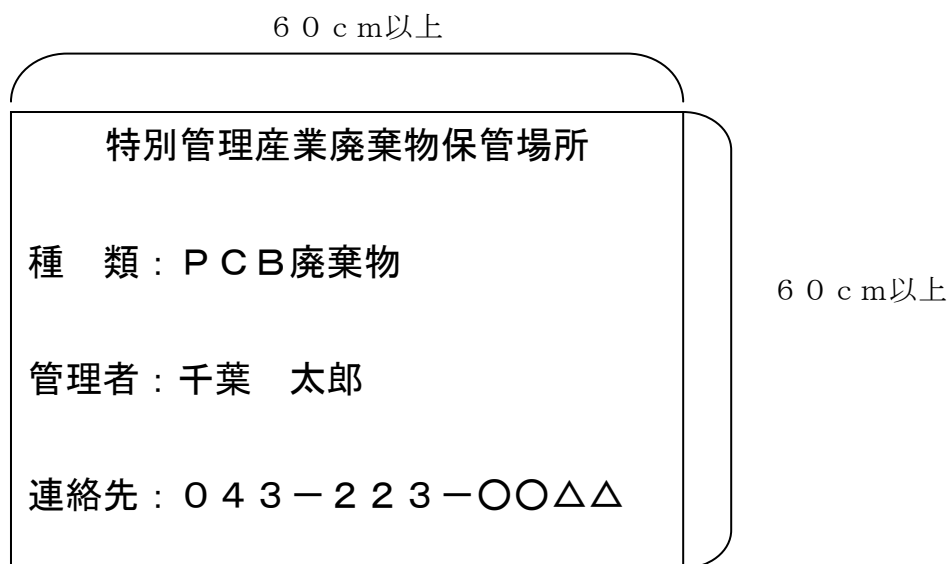 ６０ｃｍ以上
特別管理産業廃棄物保管場所
種　類：ＰＣＢ廃棄物
６０ｃｍ以上
管理者：千葉　太郎
連絡先：０４３－２２３－〇〇△△